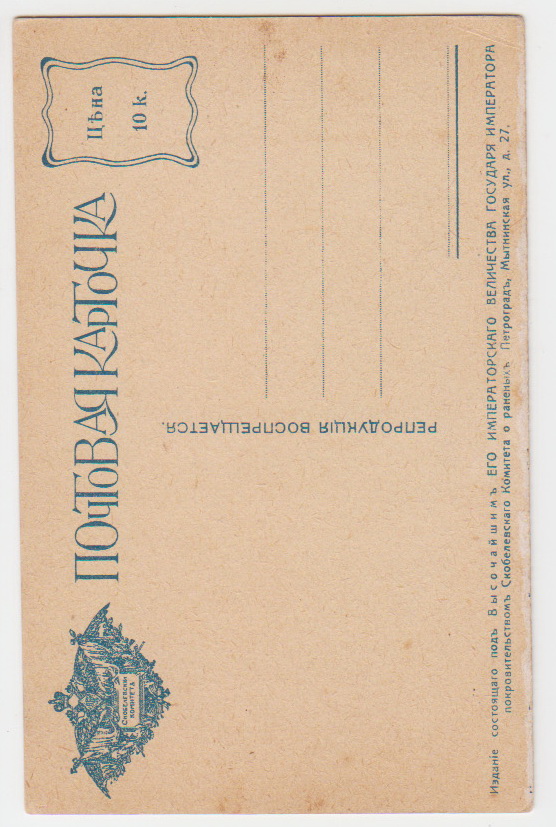 ПОЧТОВАЯ КАРТОЧКА
Цѣна
10 к.
СКОБЕЛЕВСКИЙ
КОМИТЕТА
РЕПРОДУКЦІЯ ВОСПРЕЩАЕТСЯ.
Изданіе состоящаго подъ Высочайшимъ ЕГО ИМПЕРАТОРСКАГО ВЕЛИЧЕСТВА ГОСУДАРЯ ИМПЕРАТОРА
покровительствомъ Скобелевскаго Комитета о раненыхъ Петроградъ, Мытнинская ул., д. 27.